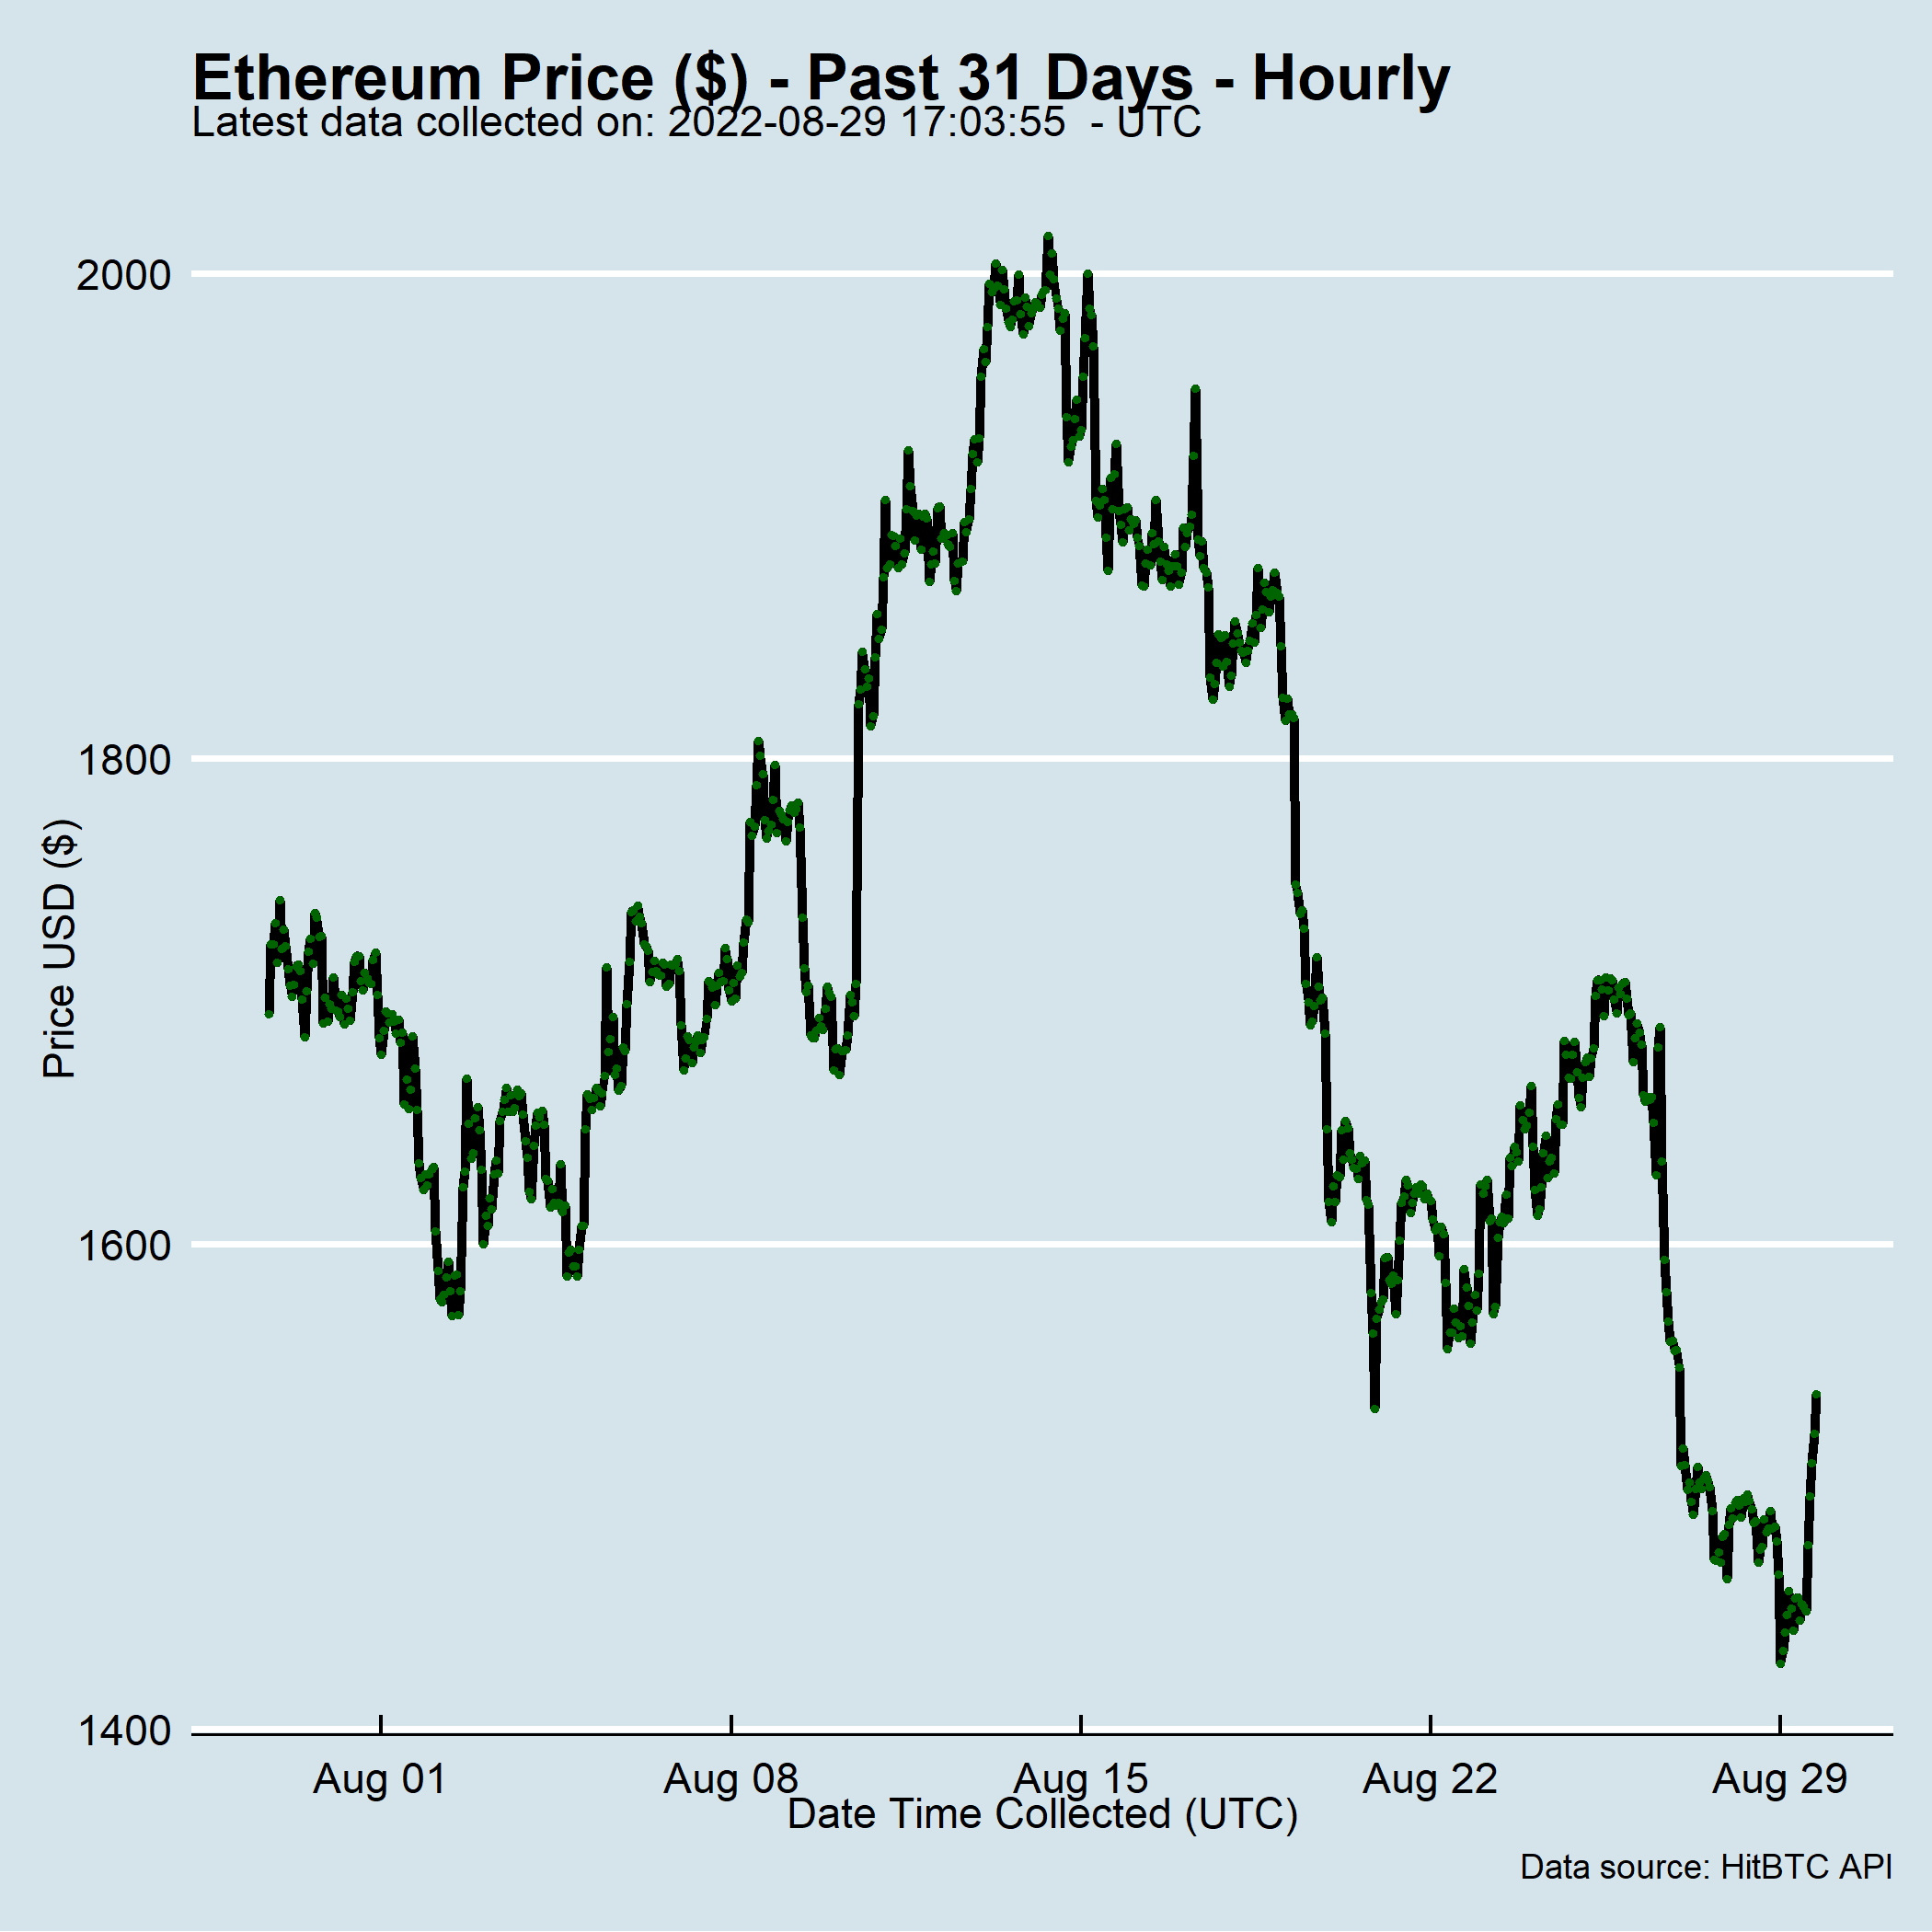 Ethereum Price ($) - Past 31 Days - Hourly
Latest data collected on: 2022-08-29 17:03:55  - UTC
Price USD ($)
2000
1800
1600
1400
Aug 01 Aug 08 Aug 15 Aug 22 Aug 29
Date Time Collected (UTC)
Data source: HitBTC API